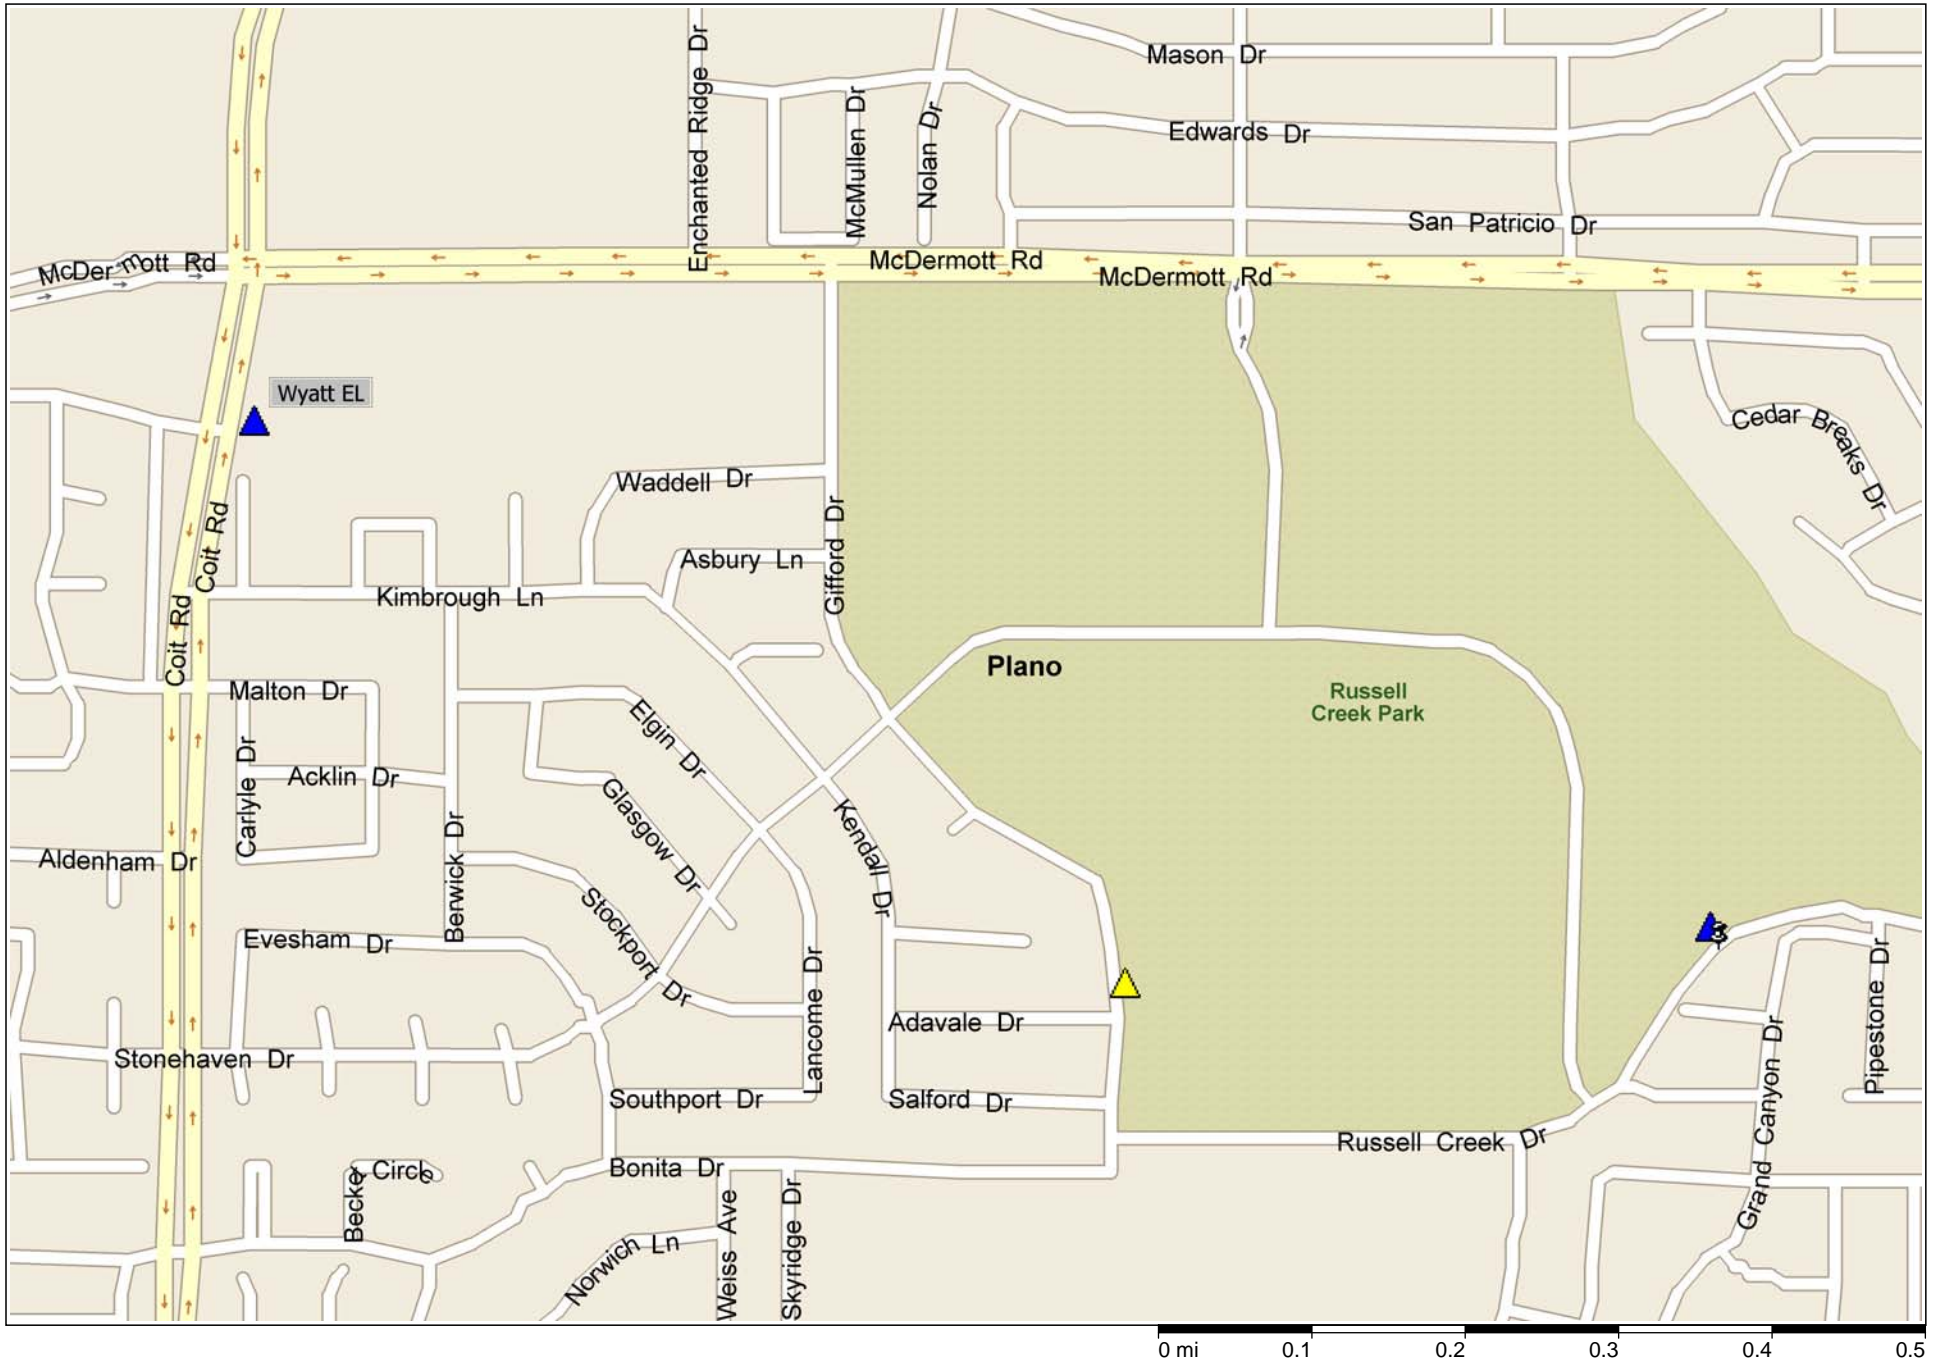 Mason Dr
Enchanted Ridge Dr
McMullen Dr
Nolan Dr
Edwards Dr
San Patricio Dr
McDermott Rd
McDermott Rd
McDermott Rd
Wyatt EL
Cedar Breaks Dr
Waddell Dr
Gifford Dr
Asbury Ln
Coit Rd
Coit Rd
Kimbrough Ln
Plano
Russell
Creek Park
Malton Dr
Elgin Dr
Carlyle Dr
Acklin Dr
Glasgow Dr
Kendall Dr
Berwick Dr
Aldenham Dr
Stockport Dr
Evesham Dr
Lancome Dr
Pipestone Dr
Adavale Dr
Stonehaven Dr
Grand Canyon Dr
Southport Dr
Salford Dr
Russell Creek Dr
Becke
Bonita Dr
Weiss Ave
Skyridge Dr
Norwich Ln
0 mi 0.1 0.2 0.3 0.4 0.5